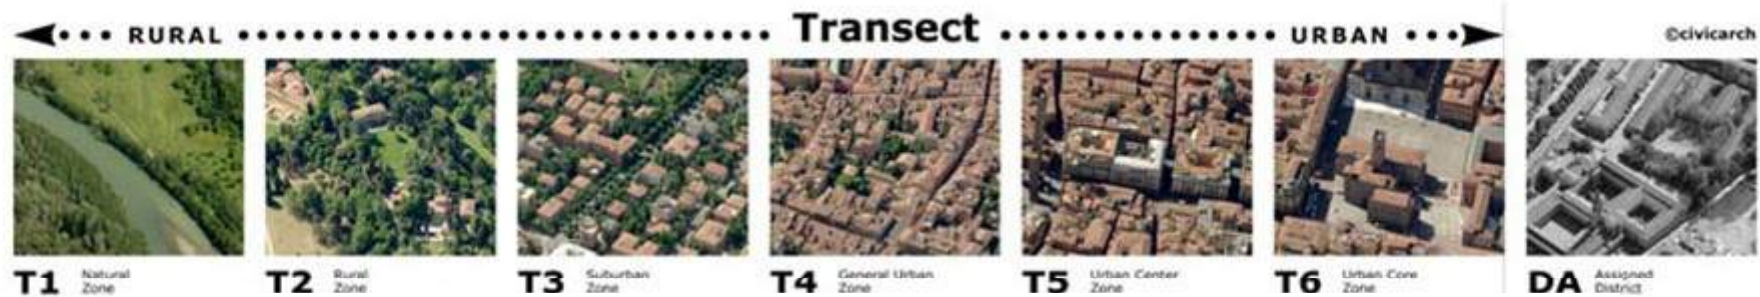 RURAL Transect URBAN ©civicarch
T1 Natural Zone
T2 Rural Zone
T3 Suburban Zone
T4 General Urban Zone
T5 Urban Center Zone
T6 Urban Core Zone
DA Assigned District